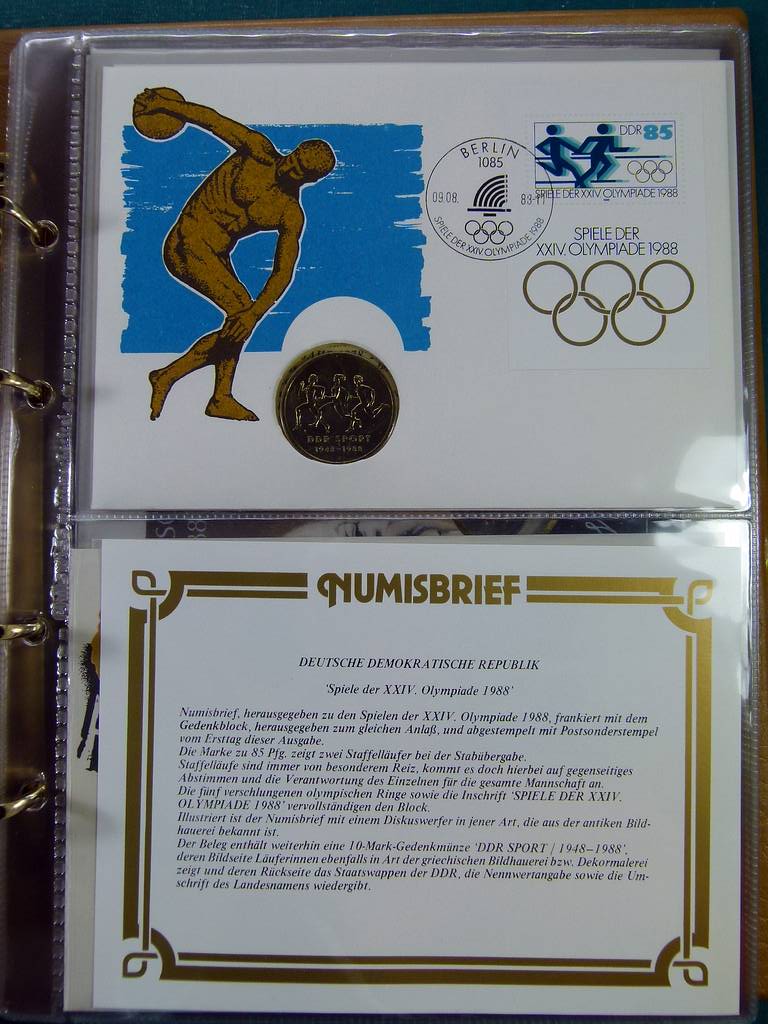 BERLIN
1085
09.08.
SPIELE DER XXIV. OLYMPIADE 1988
DDR 85
SPIELE DER XXIV. OLYMPIADE 1988
SPIELE DER
XXIV. OLYMPIADE 1988
DDR SPORT
1948-1988
NUMISBRIEF
DEUTSCHE DEMOKRATISCHE REPUBLIK
'Spiele der XXIV. Olympiade 1988'
Numisbrief, herausgegeben zu den Spielen der XXIV. Olympiade 1988, frankiert mit dem
Gedenkblock, herausgegeben zum gleichen Anlaß, und abgestempelt mit Postsonderstempel
vom Ersttag dieser Ausgabe.
Die Marke zu 85 Pfg. zeigt zwei Staffelläufer bei der Stabübergabe.
Staffelläufe sind immer von besonderem Reiz, kommt es doch hierbei auf gegenseitiges
Abstimmen und die Verantwortung des Einzelnen für die gesamte Mannschaft an.
Die fünf verschlungenen olympischen Ringe sowie die Inschrift 'SPIELE DER XXIV.
OLYMPIADE 1988' vervollständigen den Block.
Illustriert ist der Numisbrief mit einem Diskuswerfer in jener Art, die aus der antiken Bild-
hauerei bekannt ist.
Der Beleg enthält weiterhin eine 10-Mark-Gedenkmünze 'DDR SPORT / 1948-1988',
deren Bildseite Läuferinnen ebenfalls in Art der griechischen Bildhauerei bzw. Dekormalerei
zeigt und deren Rückseite das Staatswappen der DDR, die Nennwertangabe sowie die Um-
schrift des Landesnamens wiedergibt.